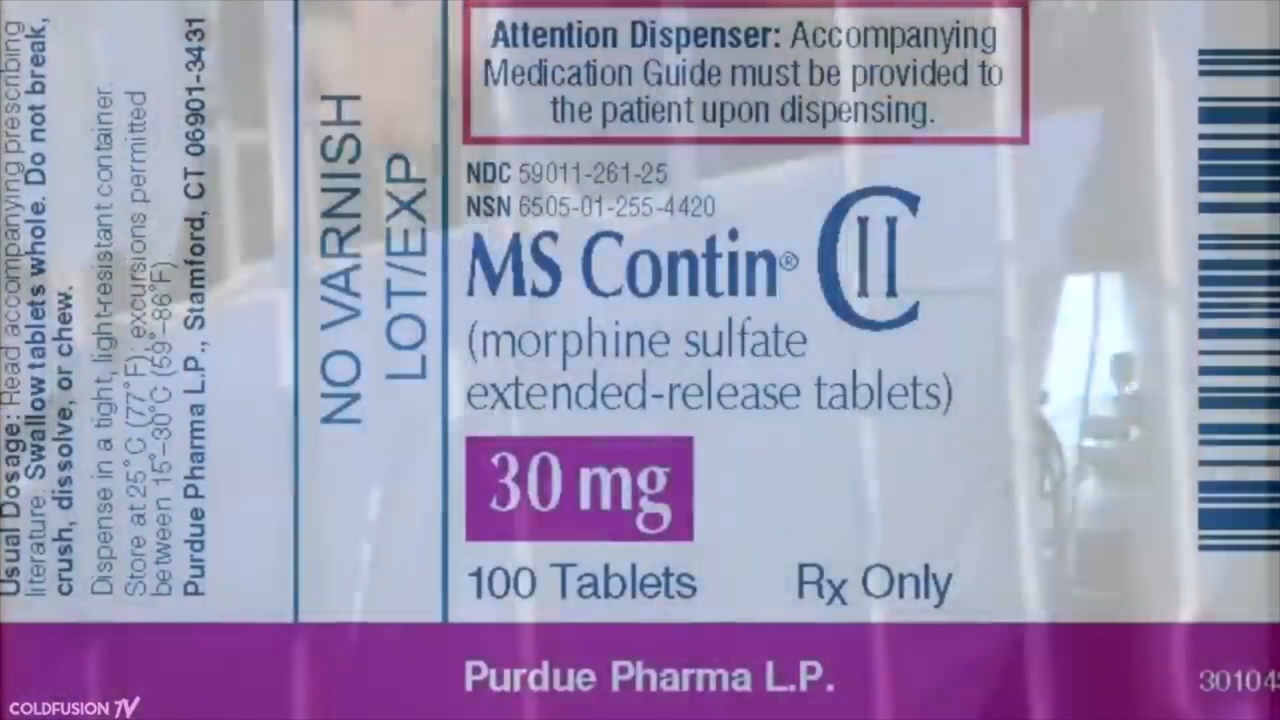 Usual Dosage: Read accompanying prescribing
literature. Swallow tablets whole. Do not break,
crush, dissolve, or chew.
Dispense in a tight, light-resistant container.
Store at 25°C (77°F); excursions permitted
between 15°–30°C (59°–86°F).
Purdue Pharma L.P., Stamford, CT 06901-3431
NO VARNISH
LOT/EXP
Attention Dispenser: Accompanying
Medication Guide must be provided to
the patient upon dispensing.
NDC 59011-261-25
NSN 6505-01-255-4420
MS Contin® CII
(morphine sulfate
extended-release tablets)
30 mg
100 Tablets Rx Only
Purdue Pharma L.P.
COLDFUSION TV